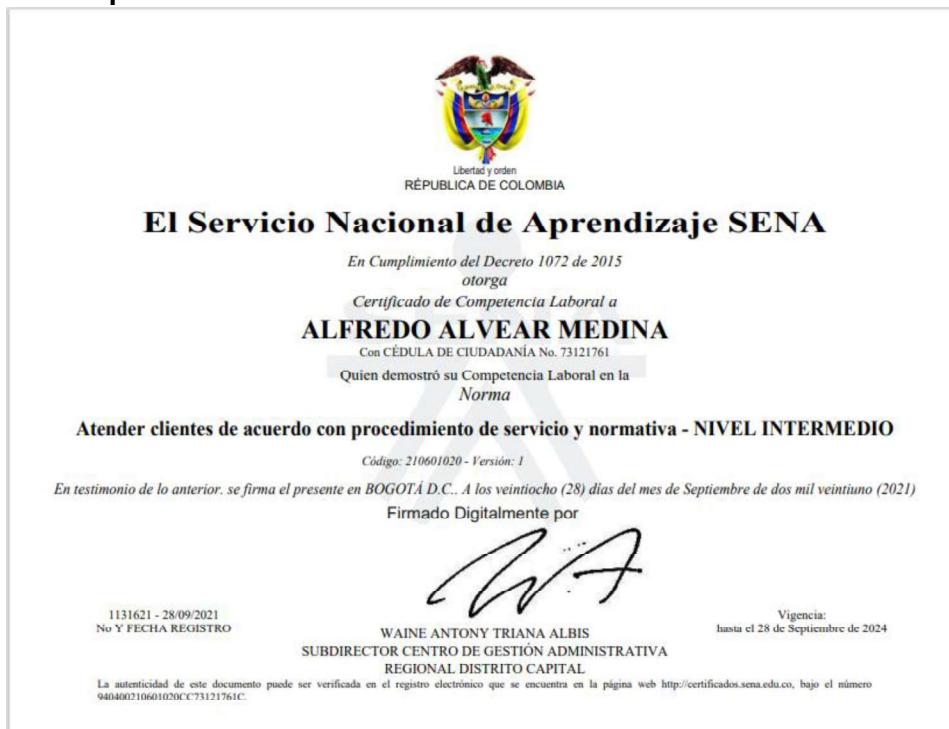 Libertad y orden
RÉPUBLICA DE COLOMBIA
El Servicio Nacional de Aprendizaje SENA
En Cumplimiento del Decreto 1072 de 2015
otorga
Certificado de Competencia Laboral a
ALFREDO ALVEAR MEDINA
Con CÉDULA DE CIUDADANÍA No. 73121761
Quien demostró su Competencia Laboral en la
Norma
Atender clientes de acuerdo con procedimiento de servicio y normativa - NIVEL INTERMEDIO
Código: 210601020 - Versión: 1
En testimonio de lo anterior. se firma el presente en BOGOTÁ D.C.. A los veintiocho (28) días del mes de Septiembre de dos mil veintiuno (2021)
Firmado Digitalmente por
1131621 - 28/09/2021
No Y FECHA REGISTRO
WAINE ANTONY TRIANA ALBIS
SUBDIRECTOR CENTRO DE GESTIÓN ADMINISTRATIVA
REGIONAL DISTRITO CAPITAL
Vigencia:
hasta el 28 de Septiembre de 2024
La autenticidad de este documento puede ser verificada en el registro electrónico que se encuentra en la página web http://certificados.sena.edu.co, bajo el número
940400210601020CC73121761C.
SENA